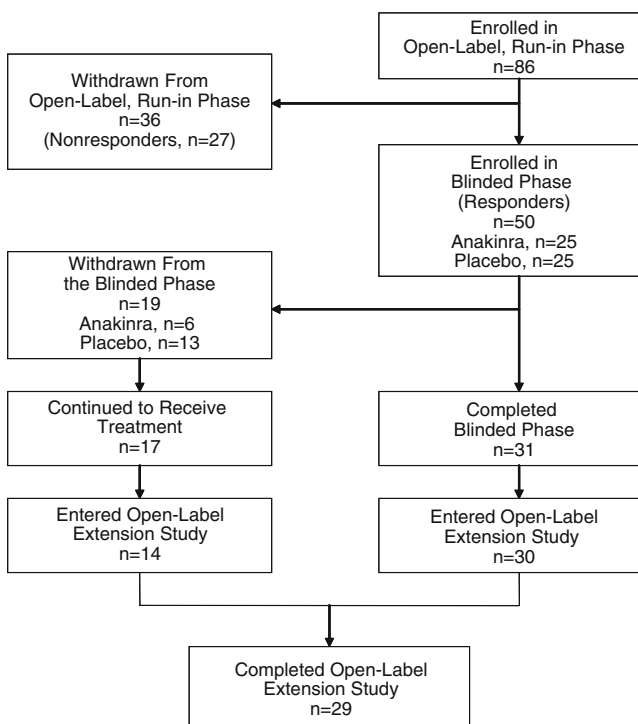 Enrolled in
Open-Label, Run-in Phase
n=86
Withdrawn From
Open-Label, Run-in Phase
n=36
(Nonresponders, n=27)
Enrolled in
Blinded Phase
(Responders)
n=50
Anakinra, n=25
Placebo, n=25
Withdrawn From
the Blinded Phase
n=19
Anakinra, n=6
Placebo, n=13
Continued to Receive
Treatment
n=17
Completed
Blinded Phase
n=31
Entered Open-Label
Extension Study
n=14
Entered Open-Label
Extension Study
n=30
Completed Open-Label
Extension Study
n=29